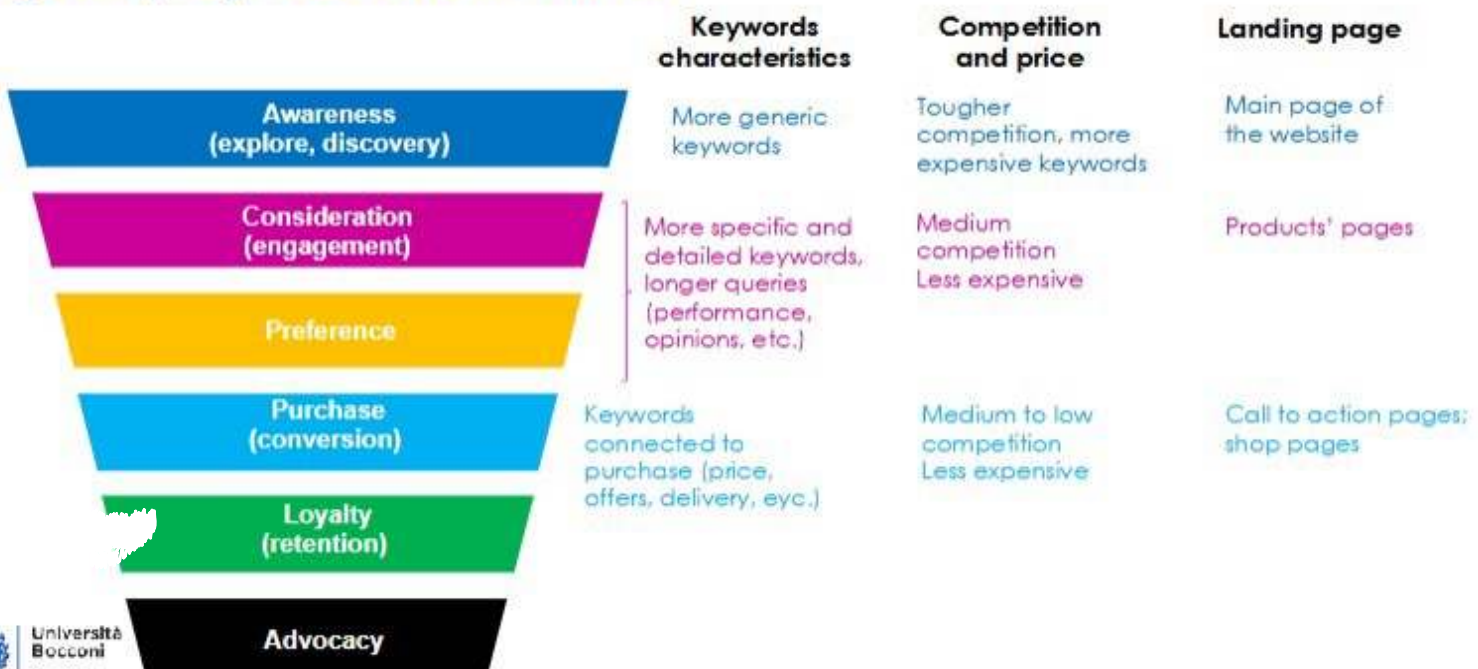 Keywords
characteristics
Competition
and price
Landing page
Awareness
(explore, discovery)
More generic
keywords
Tougher
competition, more
expensive keywords
Main page of
the website
Consideration
(engagement)
More specific and
detailed keywords,
longer queries
(performance,
opinions, etc.)
Medium
competition
Less expensive
Products' pages
Preference
Purchase
(conversion)
Keywords
connected to
purchase (price,
offers, delivery, eyc.)
Medium to low
competition
Less expensive
Call to action pages;
shop pages
Loyalty
(retention)
Advocacy
Università
Bocconi